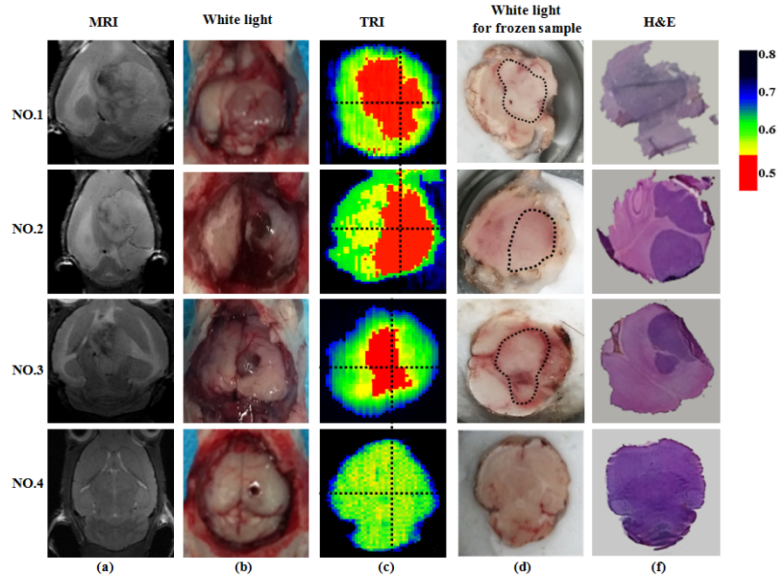 MRI
White light
TRI
White light
for frozen sample
H&E
NO.1
NO.2
NO.3
NO.4
0.8
0.7
0.6
0.5
(a)
(b)
(c)
(d)
(f)